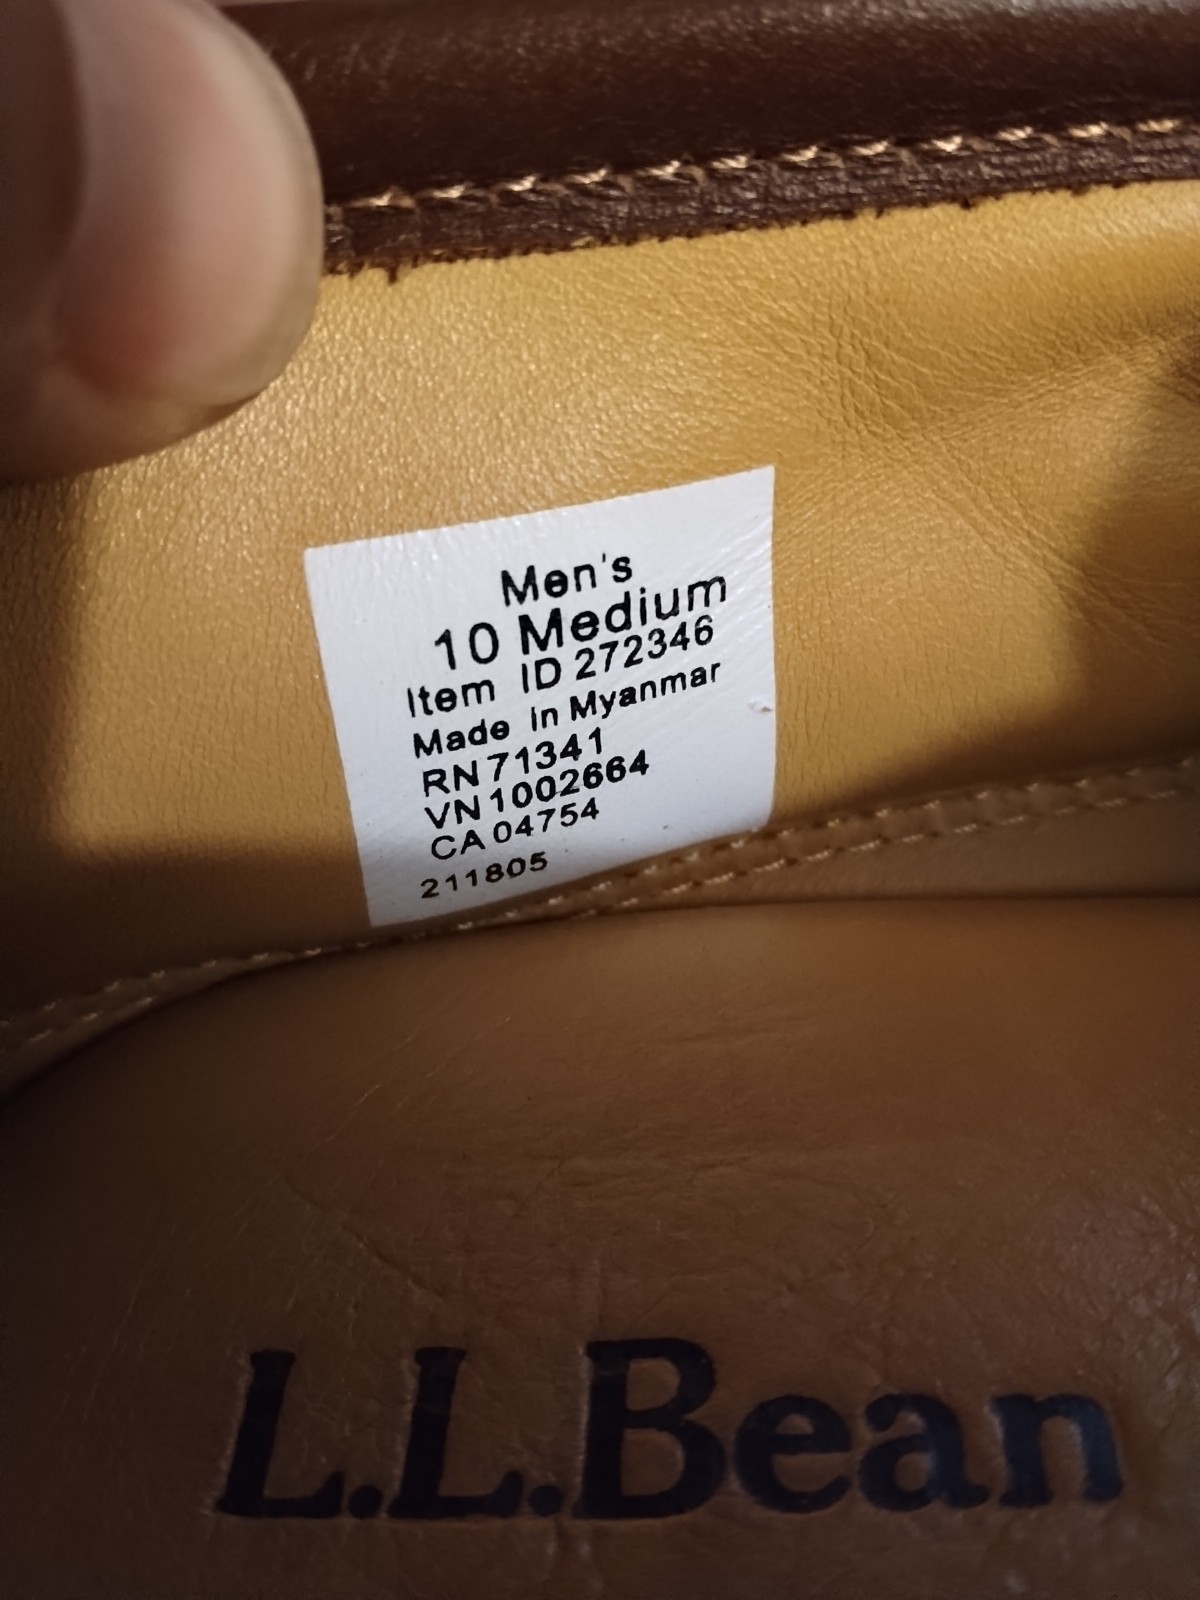 Men's
10 Medium
Item ID 272346
Made in Myanmar
RN 71341
VN 1002664
CA 04754
211805
L.L.Bean